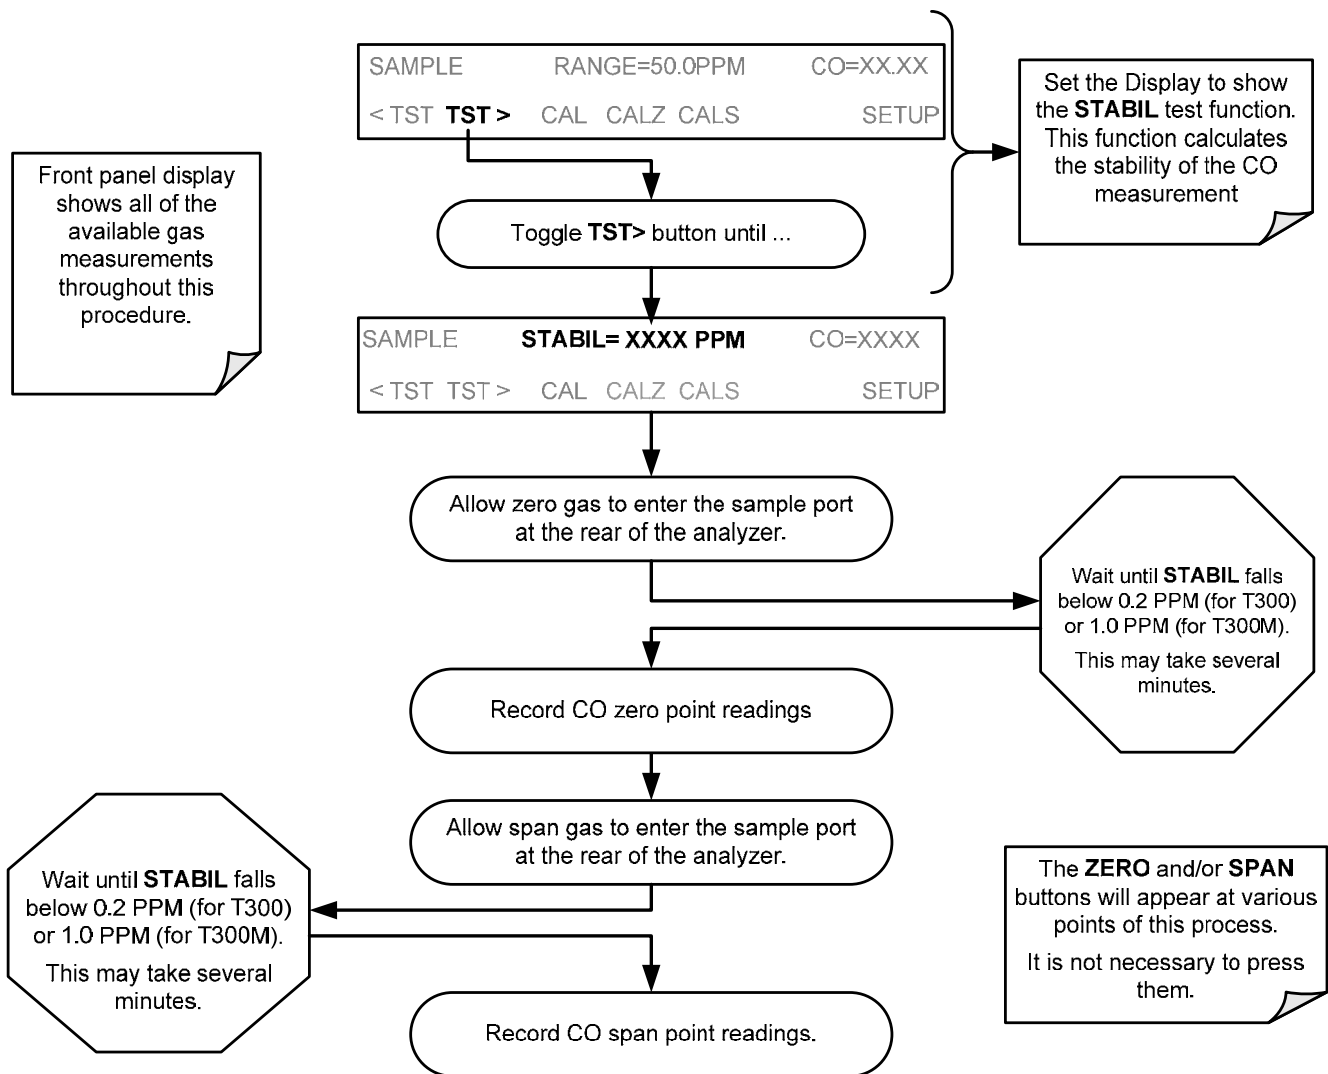 SAMPLE RANGE=50.0PPM CO=XX.XX
< TST TST > CAL CALZ CALS SETUP
Set the Display to show
the STABIL test function.
This function calculates
the stability of the CO
measurement
Front panel display
shows all of the
available gas
measurements
throughout this
procedure.
Toggle TST> button until ...
SAMPLE STABIL= XXXX PPM CO=XXXX
< TST TST > CAL CALZ CALS SETUP
Allow zero gas to enter the sample port
at the rear of the analyzer.
Wait until STABIL falls
below 0.2 PPM (for T300)
or 1.0 PPM (for T300M).
This may take several
minutes.
Record CO zero point readings
Allow span gas to enter the sample port
at the rear of the analyzer.
Wait until STABIL falls
below 0.2 PPM (for T300)
or 1.0 PPM (for T300M).
This may take several
minutes.
The ZERO and/or SPAN
buttons will appear at various
points of this process.
It is not necessary to press
them.
Record CO span point readings.